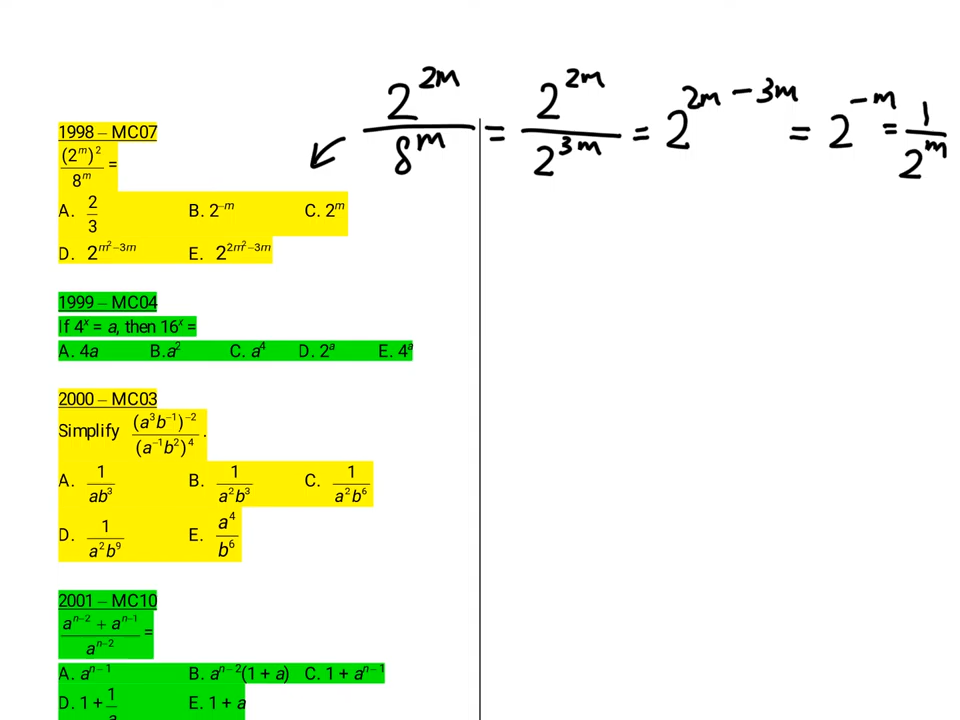 2^{2m} / 8^m = 2^{2m} / 2^{3m} = 2^{2m-3m} = 2^{-m} = 1 / 2^m
1998 – MC07
(2^m)^2 / 8^m =
A. 2/3 B. 2^{-m} C. 2^m
D. 2^{m^2-3m} E. 2^{2m^2-3m}
1999 – MC04
If 4^x = a, then 16^x =
A. 4a B. a^2 C. a^4 D. 2^a E. 4^a
2000 – MC03
Simplify (a^3b^{-1})^{-2} / (a^{-1}b^2)^4 .
A. 1 / ab^3 B. 1 / a^2b^3 C. 1 / a^2b^6
D. 1 / a^2b^9 E. a^4 / b^6
2001 – MC10
a^{n-2} + a^{n-1} / a^{n-2} =
A. a^{n-1} B. a^{n-2}(1 + a) C. 1 + a^{n-1}
D. 1 + 1/a E. 1 + a